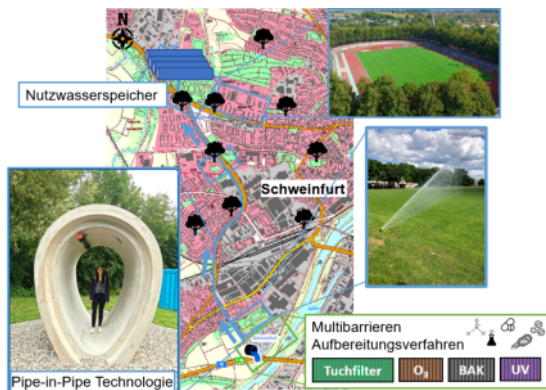 N
Nutzwasserspeicher
Schweinfurt
Pipe-in-Pipe Technologie
Multibarrieren
Aufbereitungsverfahren
Tuchfilter
O₃
BAK
UV